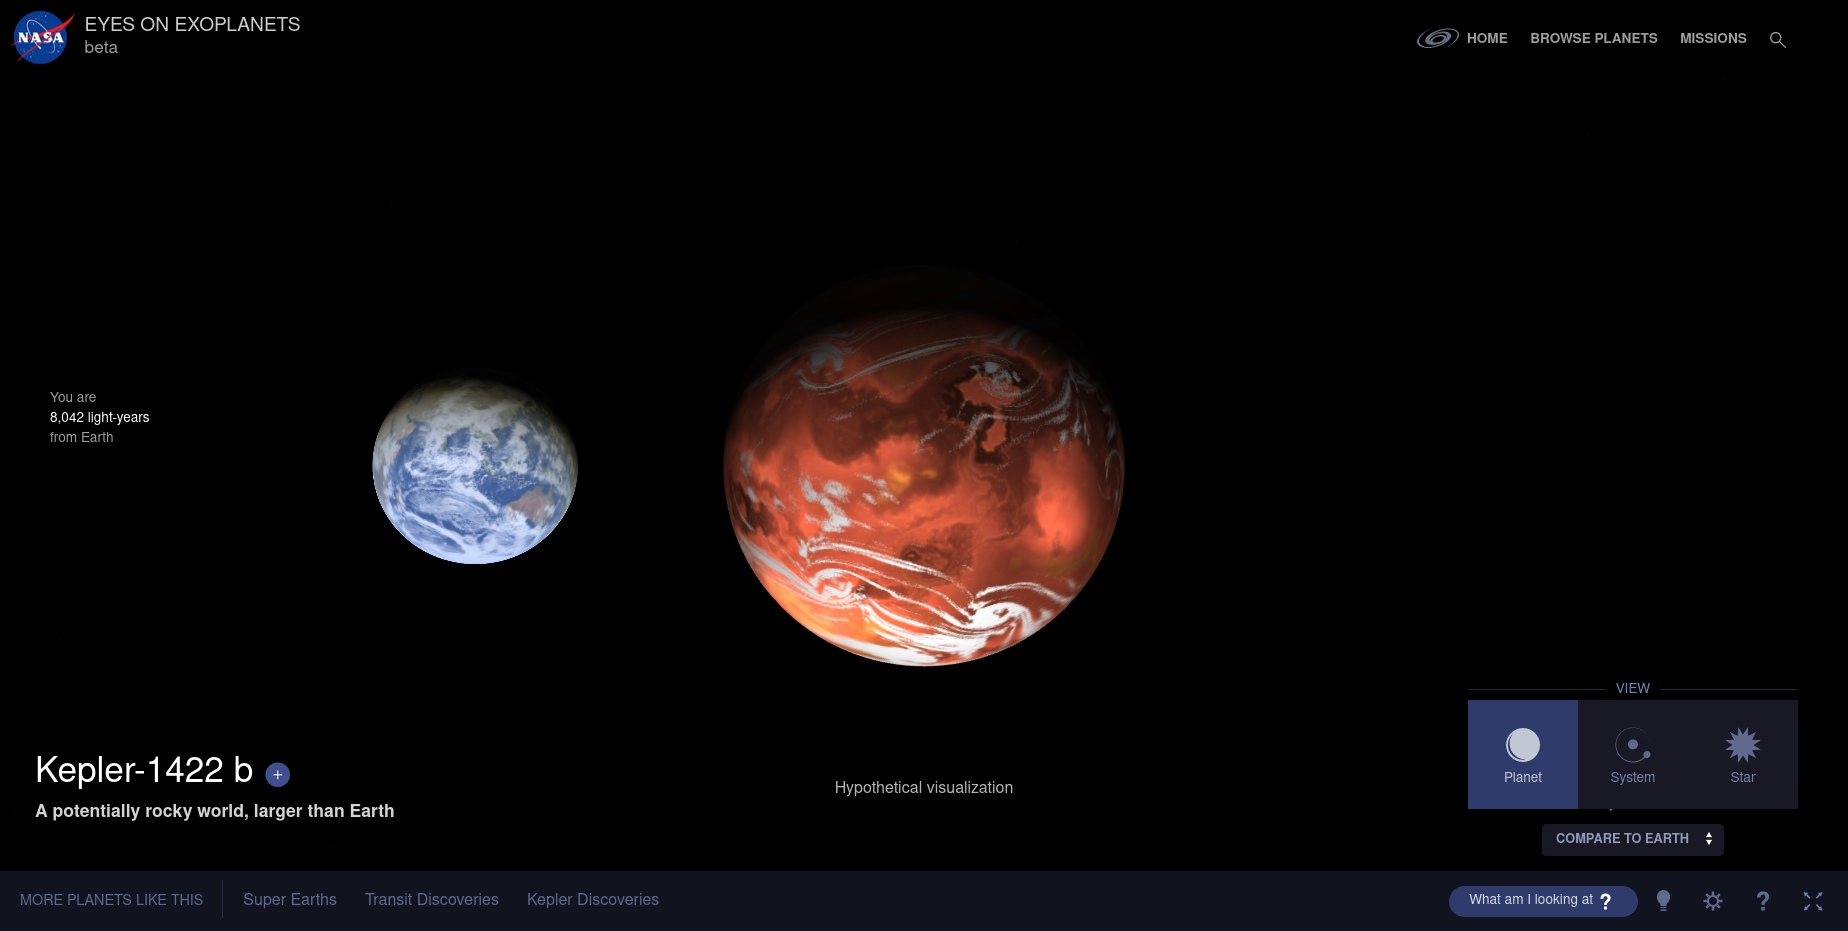 NASA
EYES ON EXOPLANETS
beta
HOME
BROWSE PLANETS
MISSIONS
You are
8,042 light-years
from Earth
Kepler-1422 b +
A potentially rocky world, larger than Earth
Hypothetical visualization
VIEW
Planet
System
Star
COMPARE TO EARTH
MORE PLANETS LIKE THIS
Super Earths
Transit Discoveries
Kepler Discoveries
What am I looking at ?
?